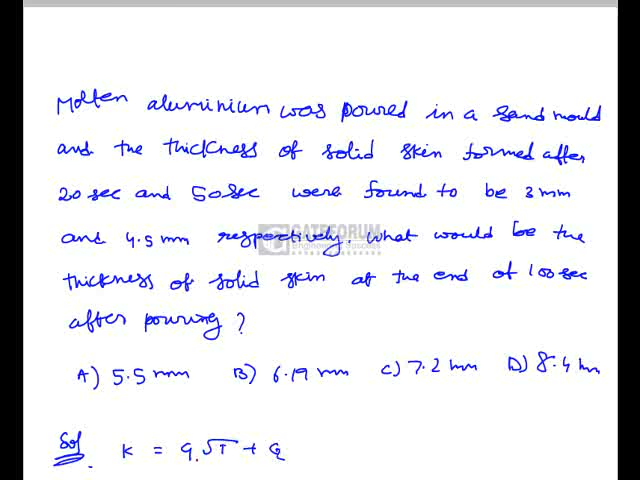 Molten aluminium was poured in a sand mould
and the thickness of solid skin formed after
20 sec and 50 sec were found to be 3 mm
and 4.5 mm respectively. What would be the
GATEFORUM
thickness of solid skin at the end of 100 sec
after pouring?
A) 5.5 mm B) 6.19 mm C) 7.2 mm D) 8.4 mm
Sol.
K = C₁√T + C₂